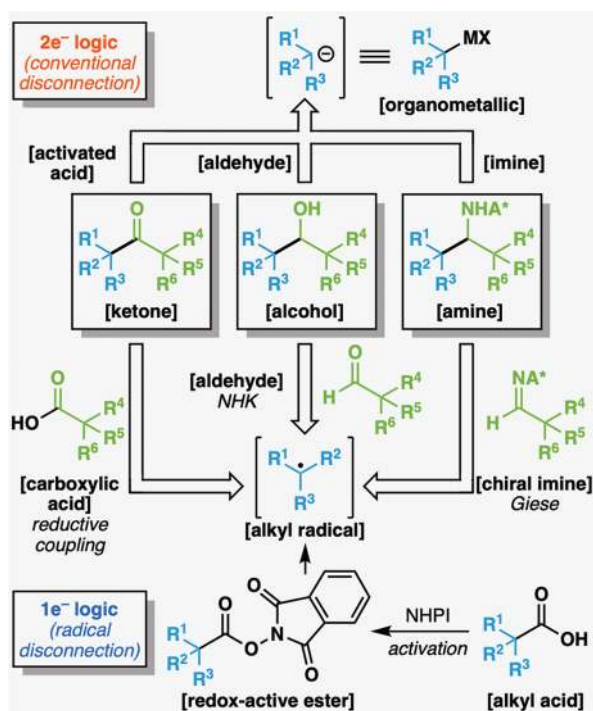 2e⁻ logic
(conventional
disconnection)
R¹
R²
R³
C
⊖
≡
R¹
R²
R³
C
MX
[organometallic]
[activated
acid]
[aldehyde]
[imine]
O
R¹
R²
R³
R⁴
R⁵
R⁶
[ketone]
OH
R¹
R²
R³
R⁴
R⁵
R⁶
[alcohol]
NHA*
R¹
R²
R³
R⁴
R⁵
R⁶
[amine]
O
HO
R⁴
R⁵
R⁶
[carboxylic
acid]
reductive
coupling
[aldehyde]
NHK
O
H
R⁴
R⁵
R⁶
NA*
H
R⁴
R⁵
R⁶
[chiral imine]
Giese
R¹
R²
C
R³
[alkyl radical]
1e⁻ logic
(radical
disconnection)
O
R¹
R²
R³
O
N
O
O
[redox-active ester]
NHPI
activation
O
R¹
R²
R³
OH
[alkyl acid]